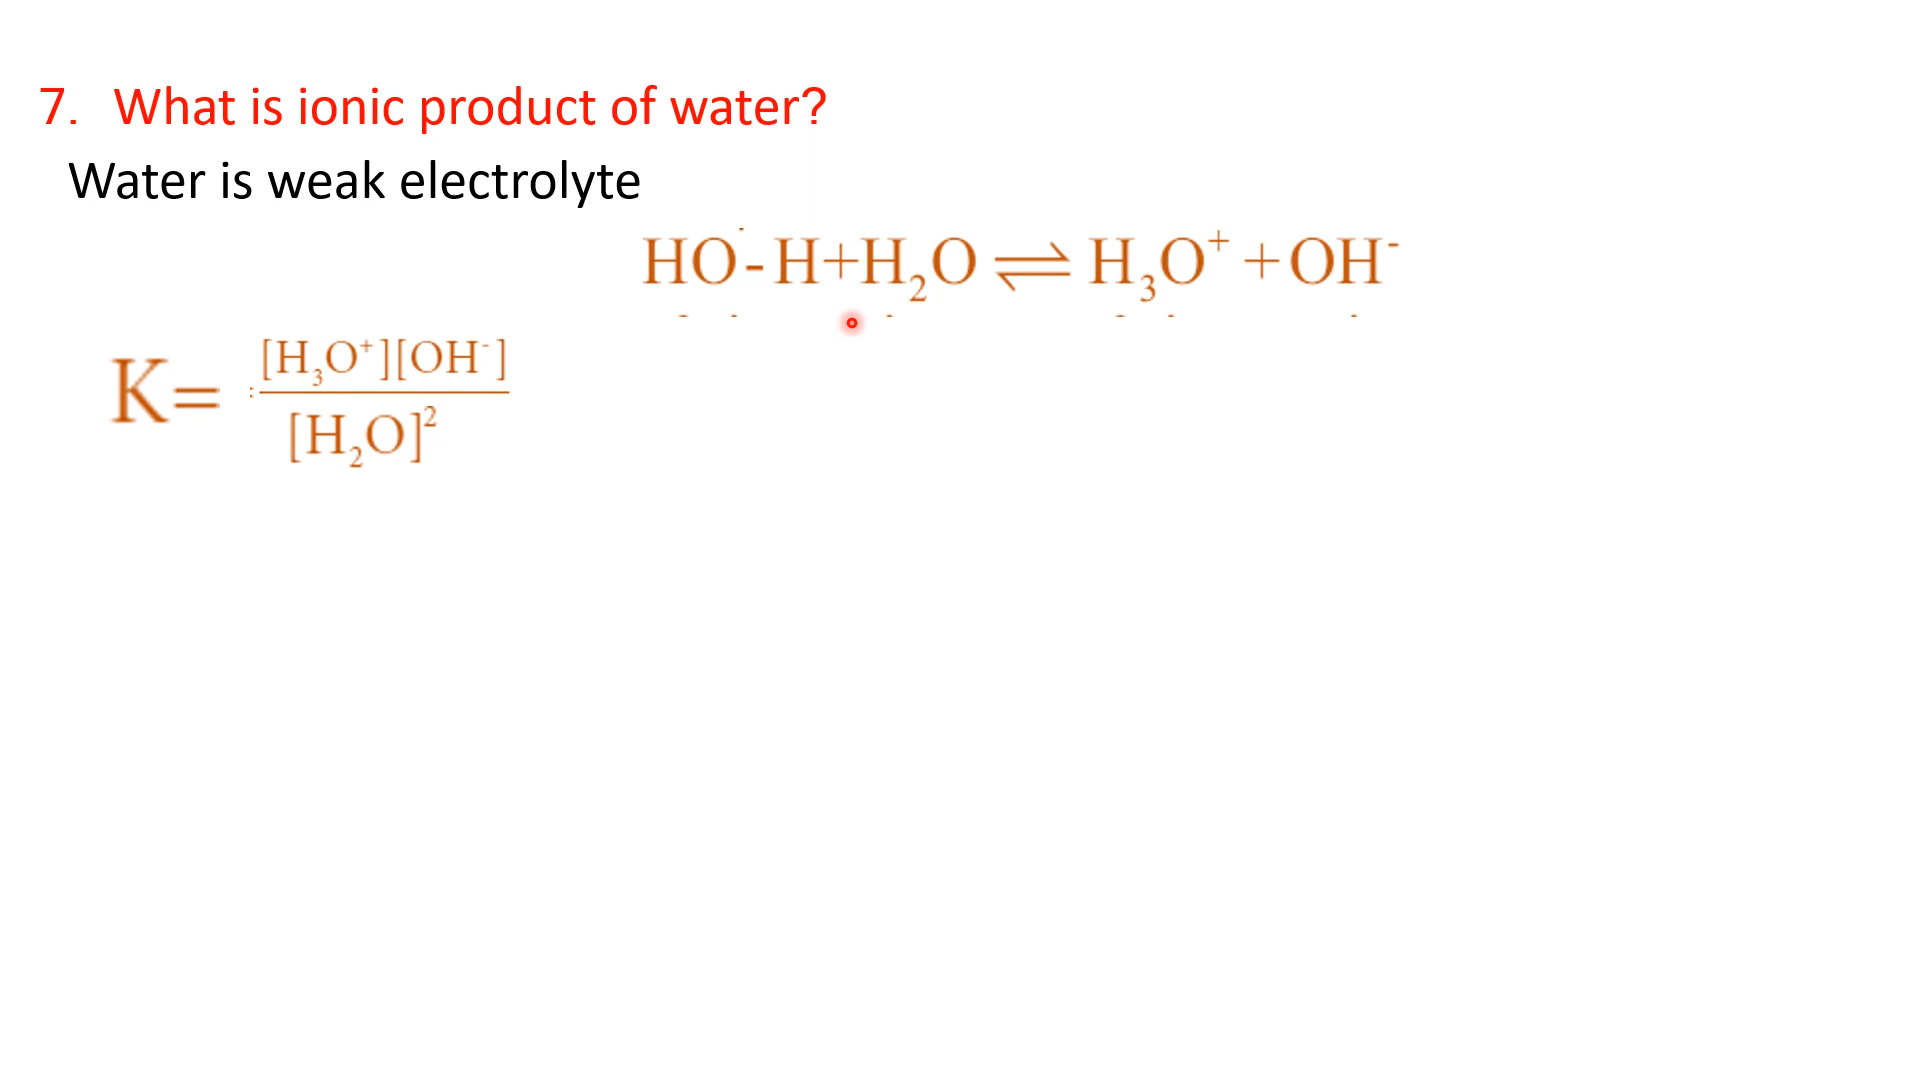 7. What is ionic product of water?
Water is weak electrolyte
HO-H+H₂O ⇌ H₃O⁺ + OH⁻
K= [H₃O⁺][OH⁻]
[H₂O]²